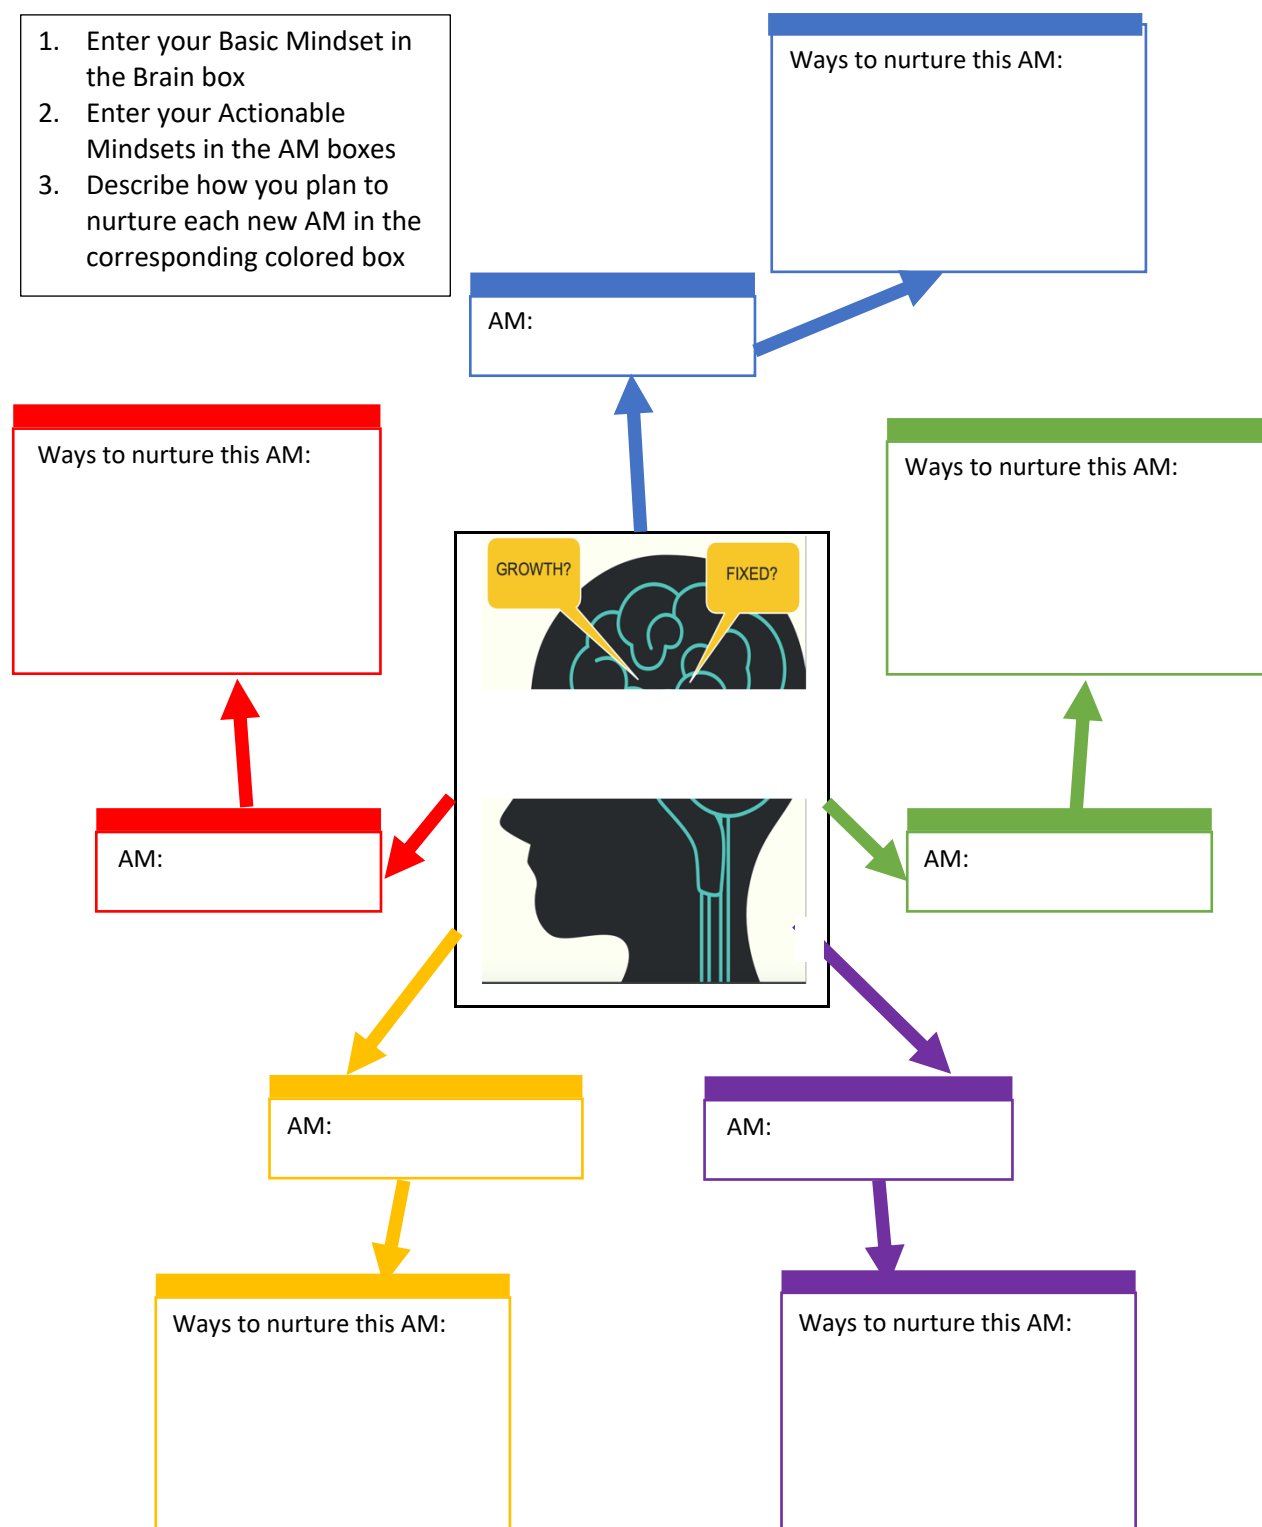 1. Enter your Basic Mindset in
the Brain box
2. Enter your Actionable
Mindsets in the AM boxes
3. Describe how you plan to
nurture each new AM in the
corresponding colored box
Ways to nurture this AM:
AM:
Ways to nurture this AM:
Ways to nurture this AM:
GROWTH?
FIXED?
AM:
AM:
AM:
AM:
Ways to nurture this AM:
Ways to nurture this AM: